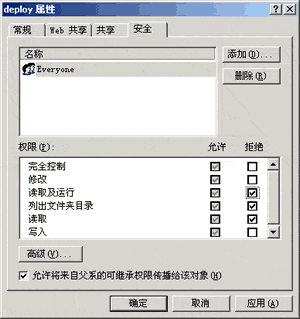 deploy 属性
常规 Web 共享 共享 安全
名称
添加(D)...
Everyone
删除(R)
权限(P): 允许 拒绝
完全控制
修改
读取及运行
列出文件夹目录
读取
写入
高级(V)...
允许将来自父系的可继承权限传播给该对象(H)
确定 取消 应用(A)